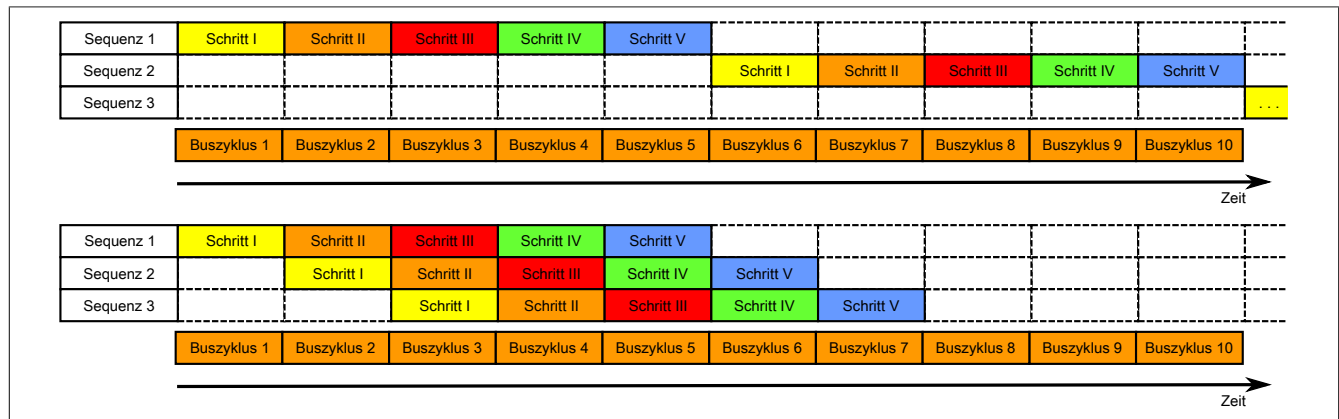 Sequenz 1 Schritt I Schritt II Schritt III Schritt IV Schritt V
Sequenz 2 Schritt I Schritt II Schritt III Schritt IV Schritt V
Sequenz 3 . . .
Buszyklus 1 Buszyklus 2 Buszyklus 3 Buszyklus 4 Buszyklus 5 Buszyklus 6 Buszyklus 7 Buszyklus 8 Buszyklus 9 Buszyklus 10
Zeit
Sequenz 1 Schritt I Schritt II Schritt III Schritt IV Schritt V
Sequenz 2 Schritt I Schritt II Schritt III Schritt IV Schritt V
Sequenz 3 Schritt I Schritt II Schritt III Schritt IV Schritt V
Buszyklus 1 Buszyklus 2 Buszyklus 3 Buszyklus 4 Buszyklus 5 Buszyklus 6 Buszyklus 7 Buszyklus 8 Buszyklus 9 Buszyklus 10
Zeit